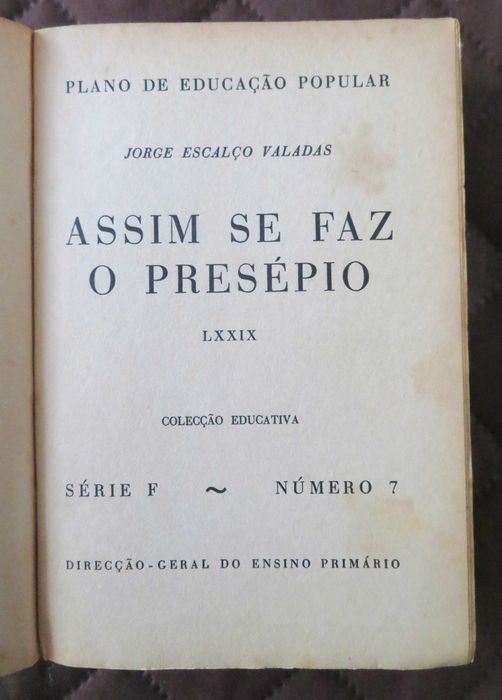 PLANO DE EDUCAÇÃO POPULAR
JORGE ESCALÇO VALADAS
ASSIM SE FAZ
O PRESÉPIO
LXXIX
COLECÇÃO EDUCATIVA
SÉRIE F ~ NÚMERO 7
DIRECÇÃO-GERAL DO ENSINO PRIMÁRIO